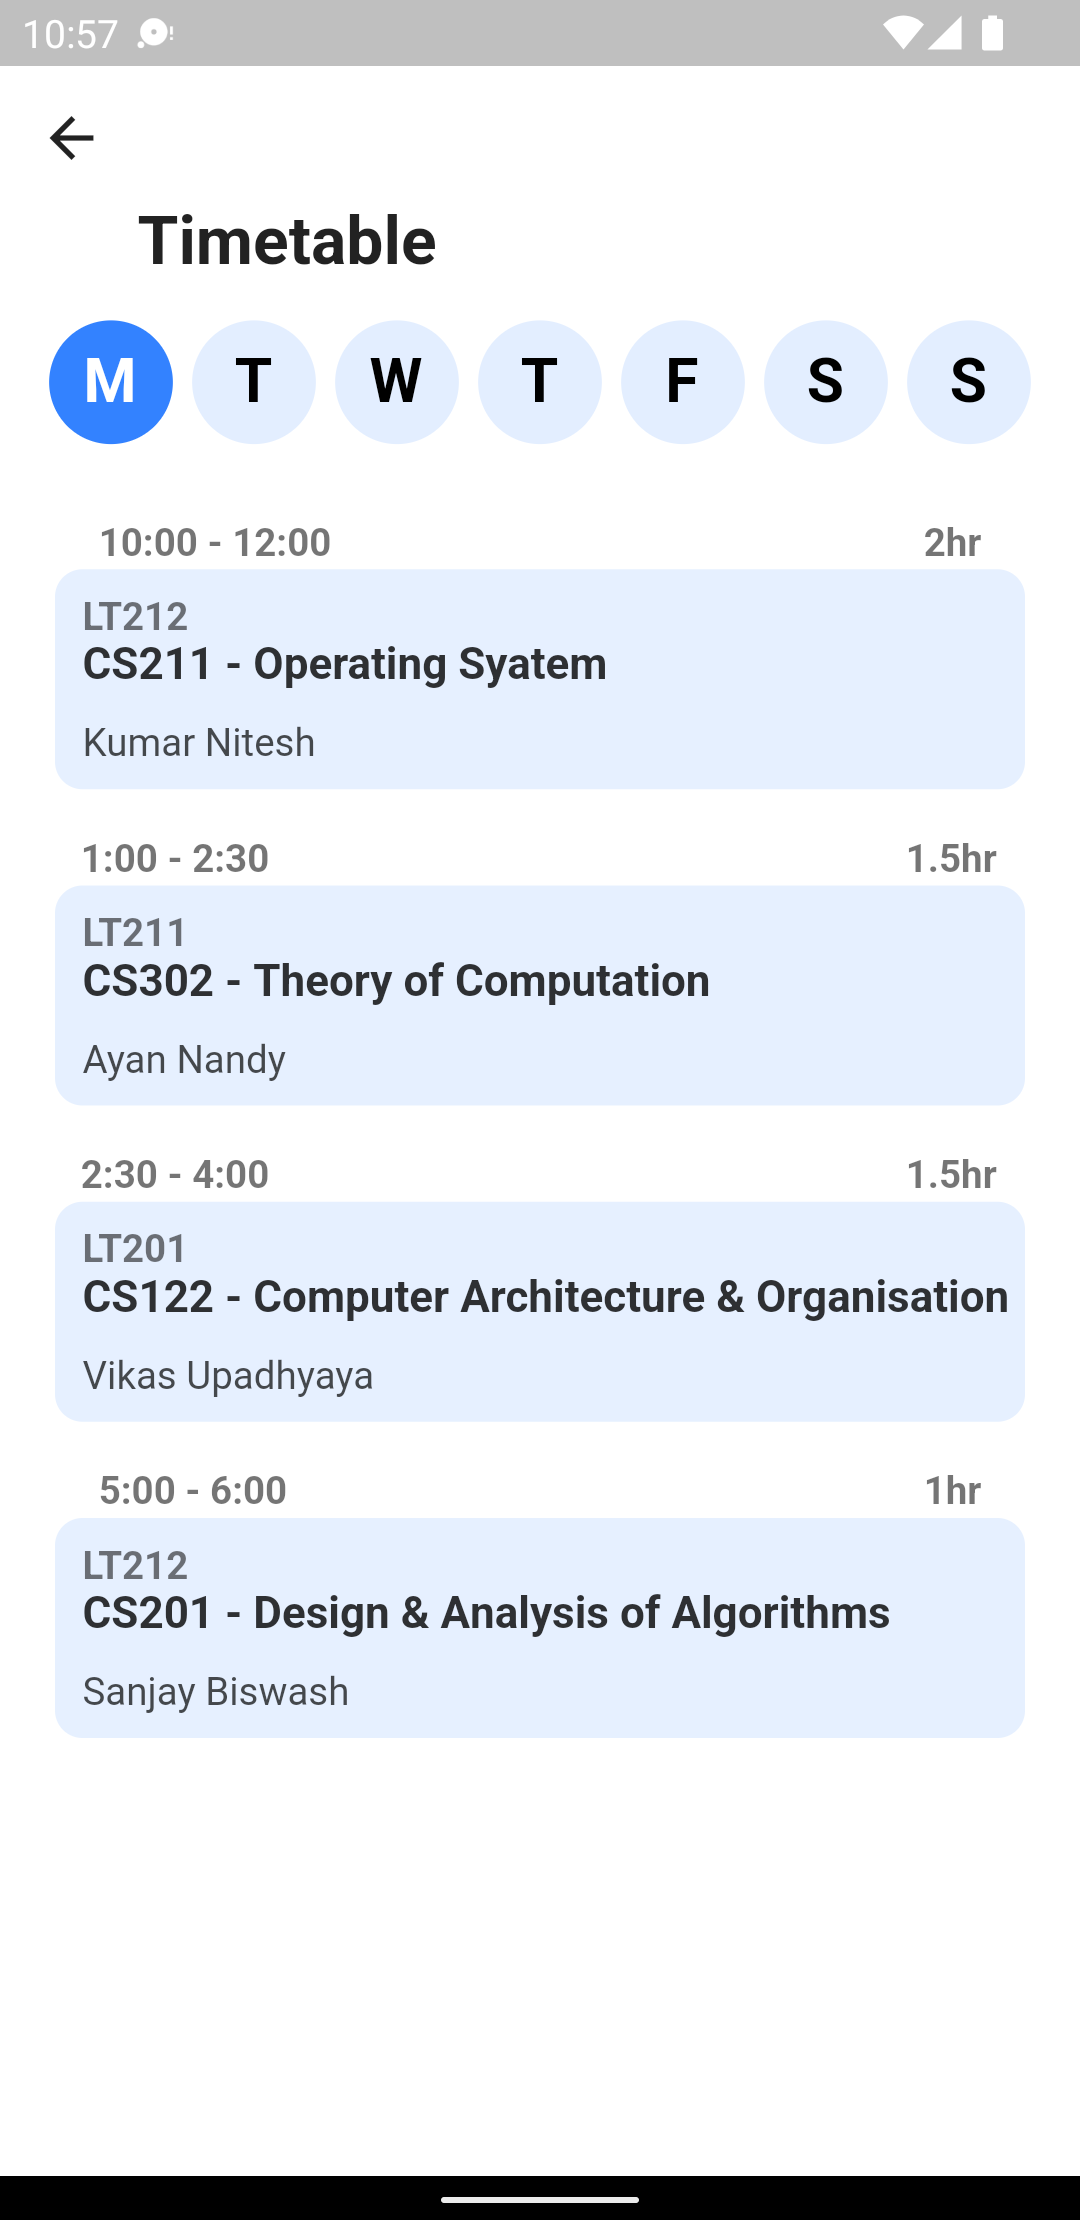 10:57
Timetable
M T W T F S S
10:00 - 12:00 2hr
LT212
CS211 - Operating Syatem
Kumar Nitesh
1:00 - 2:30 1.5hr
LT211
CS302 - Theory of Computation
Ayan Nandy
2:30 - 4:00 1.5hr
LT201
CS122 - Computer Architecture & Organisation
Vikas Upadhyaya
5:00 - 6:00 1hr
LT212
CS201 - Design & Analysis of Algorithms
Sanjay Biswash